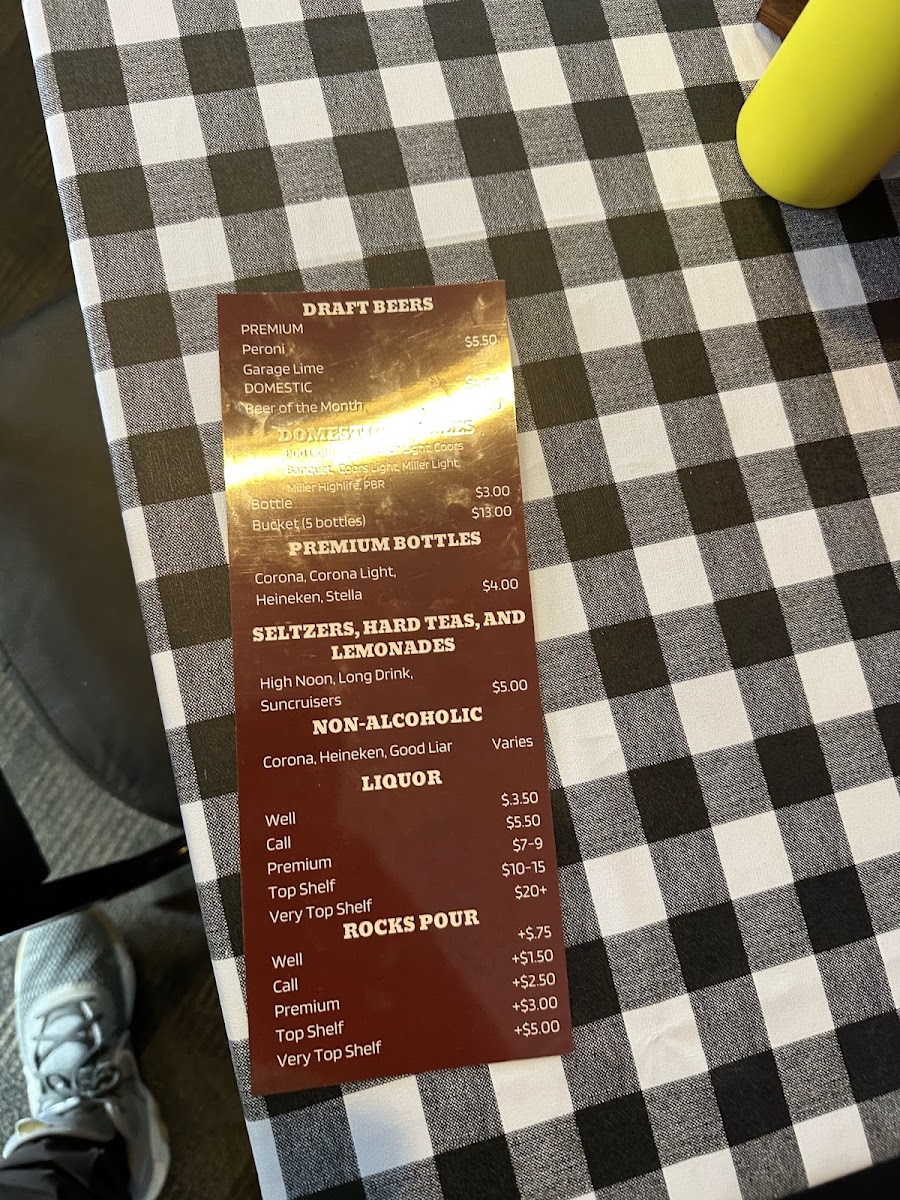 DRAFT BEERS
PREMIUM
Peroni $5.50
Garage Lime
DOMESTIC
Beer of the Month
DOMESTIC
Light, Coors
Banquet, Coors Light, Miller Light,
Miller Highlife, PBR
Bottle $3.00
Bucket (5 bottles) $13.00
PREMIUM BOTTLES
Corona, Corona Light,
Heineken, Stella $4.00
SELTZERS, HARD TEAS, AND
LEMONADES
High Noon, Long Drink,
Suncruisers $5.00
NON-ALCOHOLIC
Corona, Heineken, Good Liar Varies
LIQUOR
Well $.3.50
Call $5.50
Premium $7-9
Top Shelf $10-15
Very Top Shelf $20+
ROCKS POUR
Well +$.75
Call +$1.50
Premium +$2.50
Top Shelf +$3.00
Very Top Shelf +$5.00